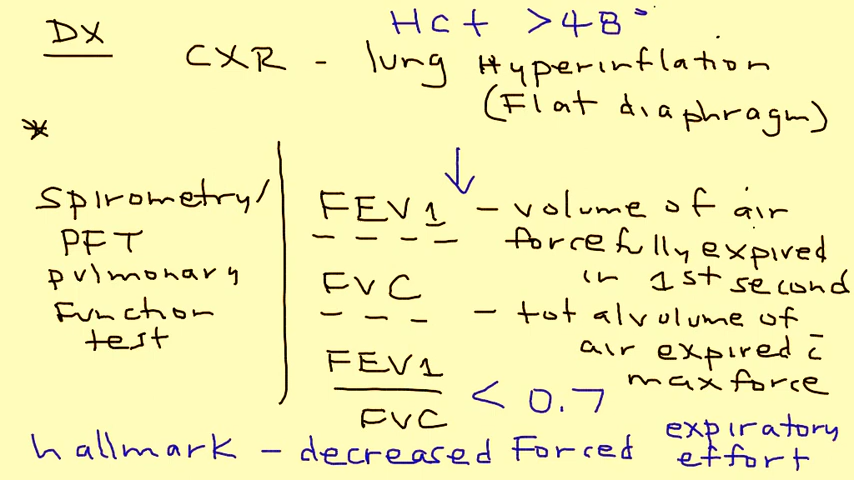 DX
Hct >48°
CXR - lung Hyperinflation
(Flat diaphragm)
*
Spirometry/
PFT
pulmonary
Function
test
↓
FEV1 - volume of air
forcefully expired
in 1st second
FVC
- total volume of
air expired c̄
max force
FEV1
FVC
< 0.7
hallmark - decreased Forced expiratory
effort